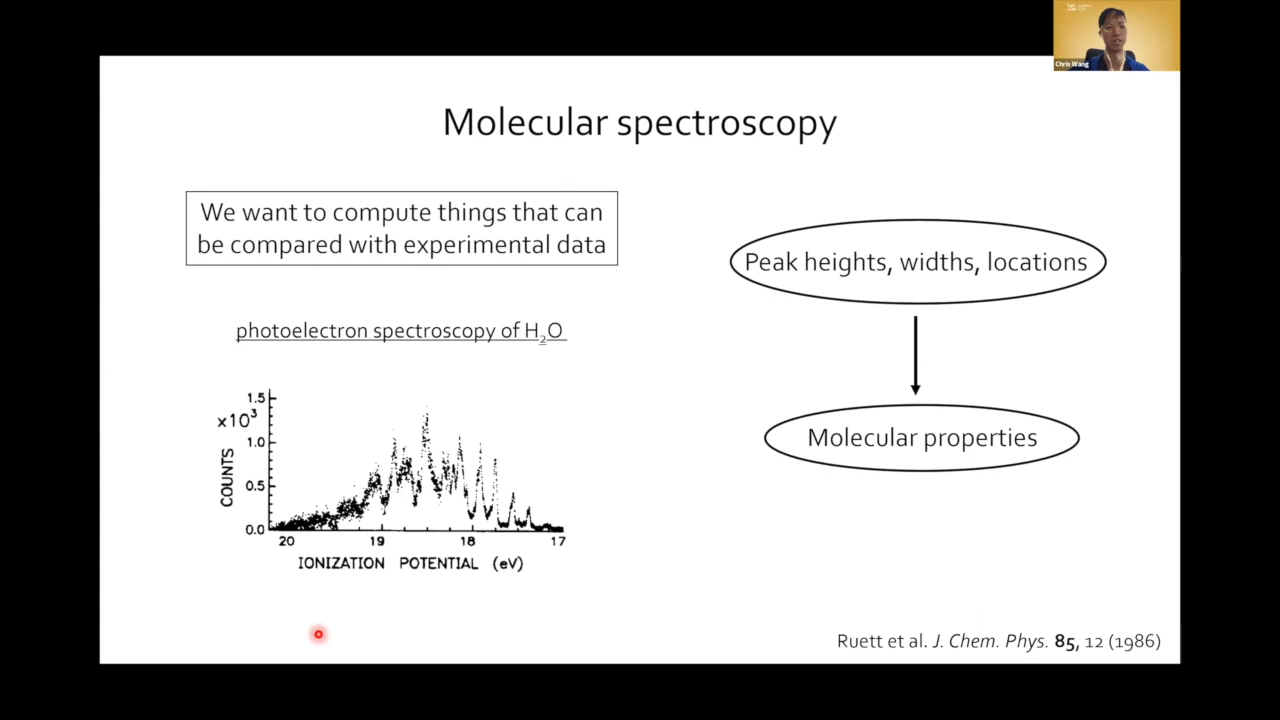 Chris Wang
Molecular spectroscopy
We want to compute things that can
be compared with experimental data
Peak heights, widths, locations
photoelectron spectroscopy of H₂O
Molecular properties
1.5
×10³
1.0
0.5
0.0
COUNTS
20 19 18 17
IONIZATION POTENTIAL (eV)
Ruett et al. J. Chem. Phys. 85, 12 (1986)